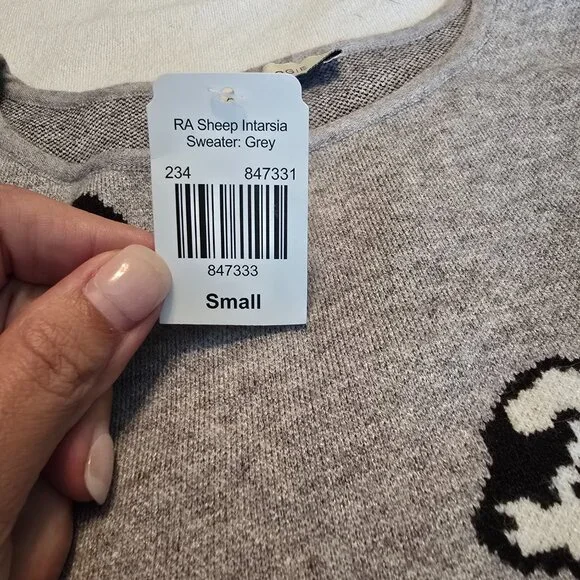 RA Sheep Intarsia
Sweater: Grey
234 847331
847333
Small